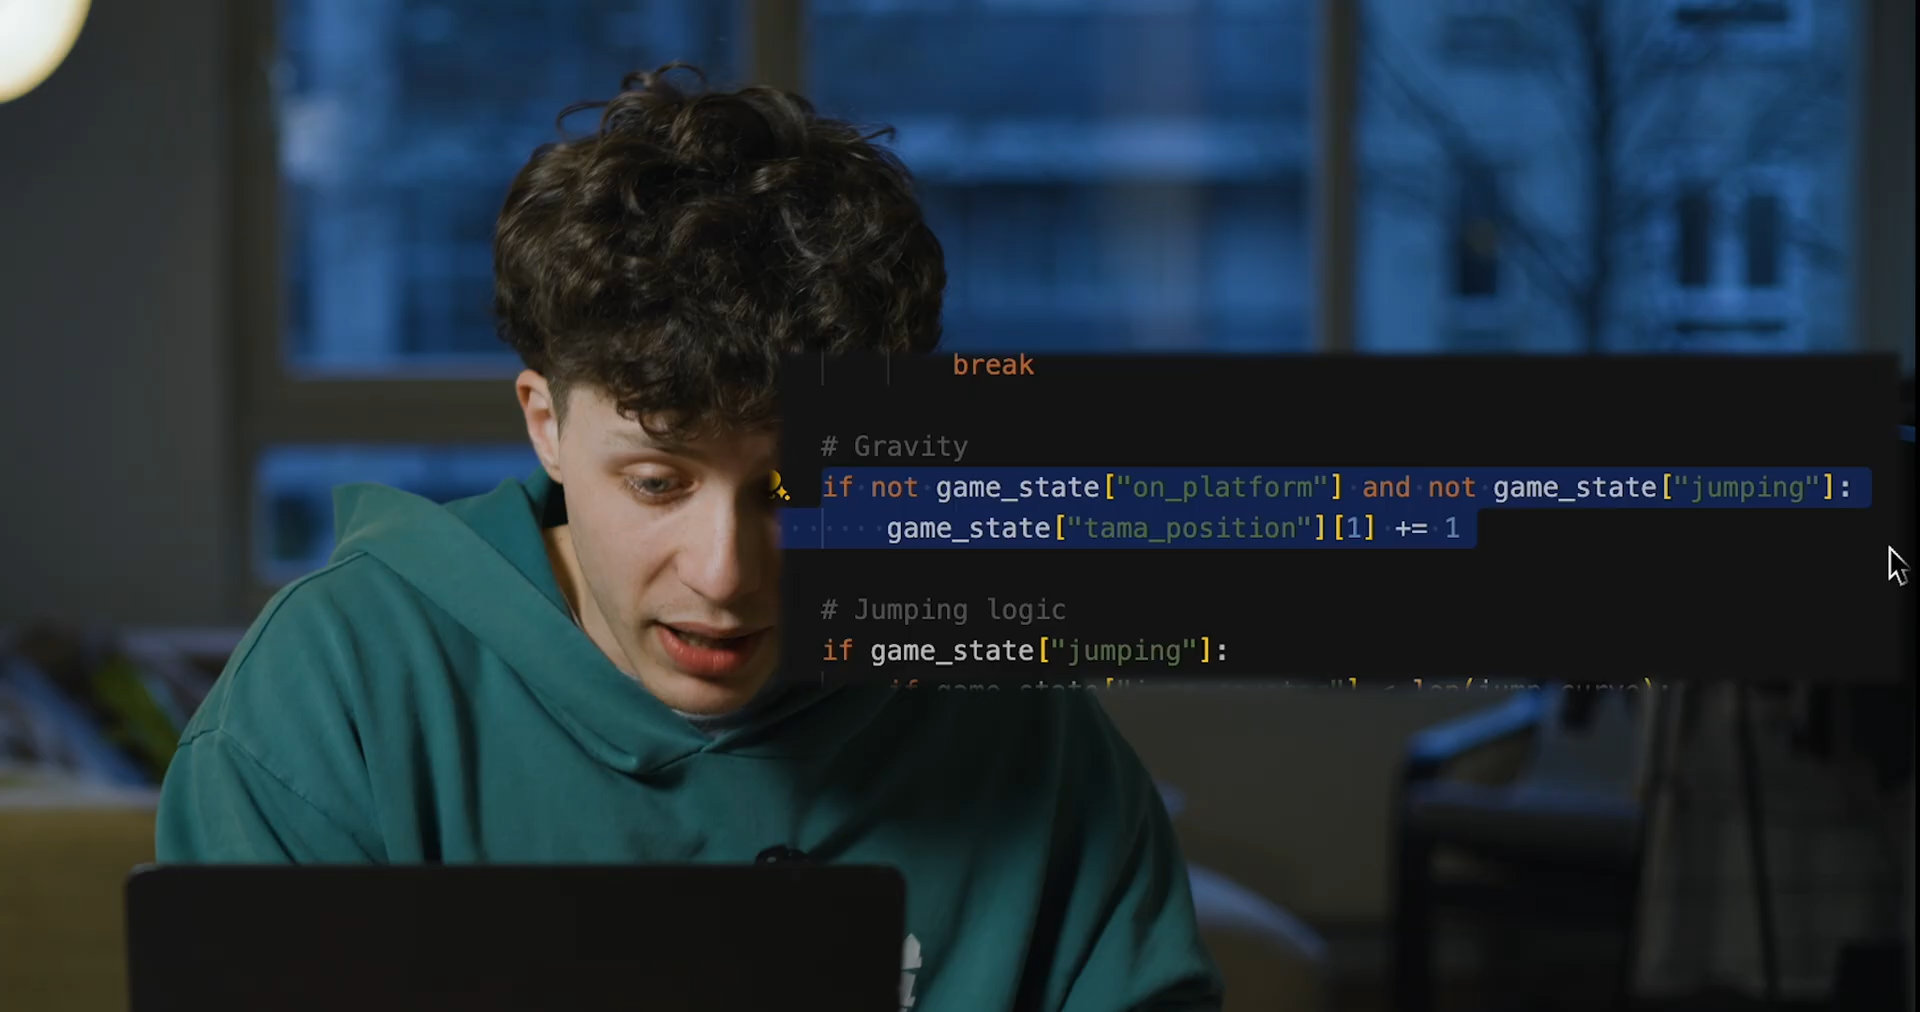 break
# Gravity
if not game_state["on_platform"] and not game_state["jumping"]:
game_state["tama_position"][1] += 1
# Jumping logic
if game_state["jumping"]: